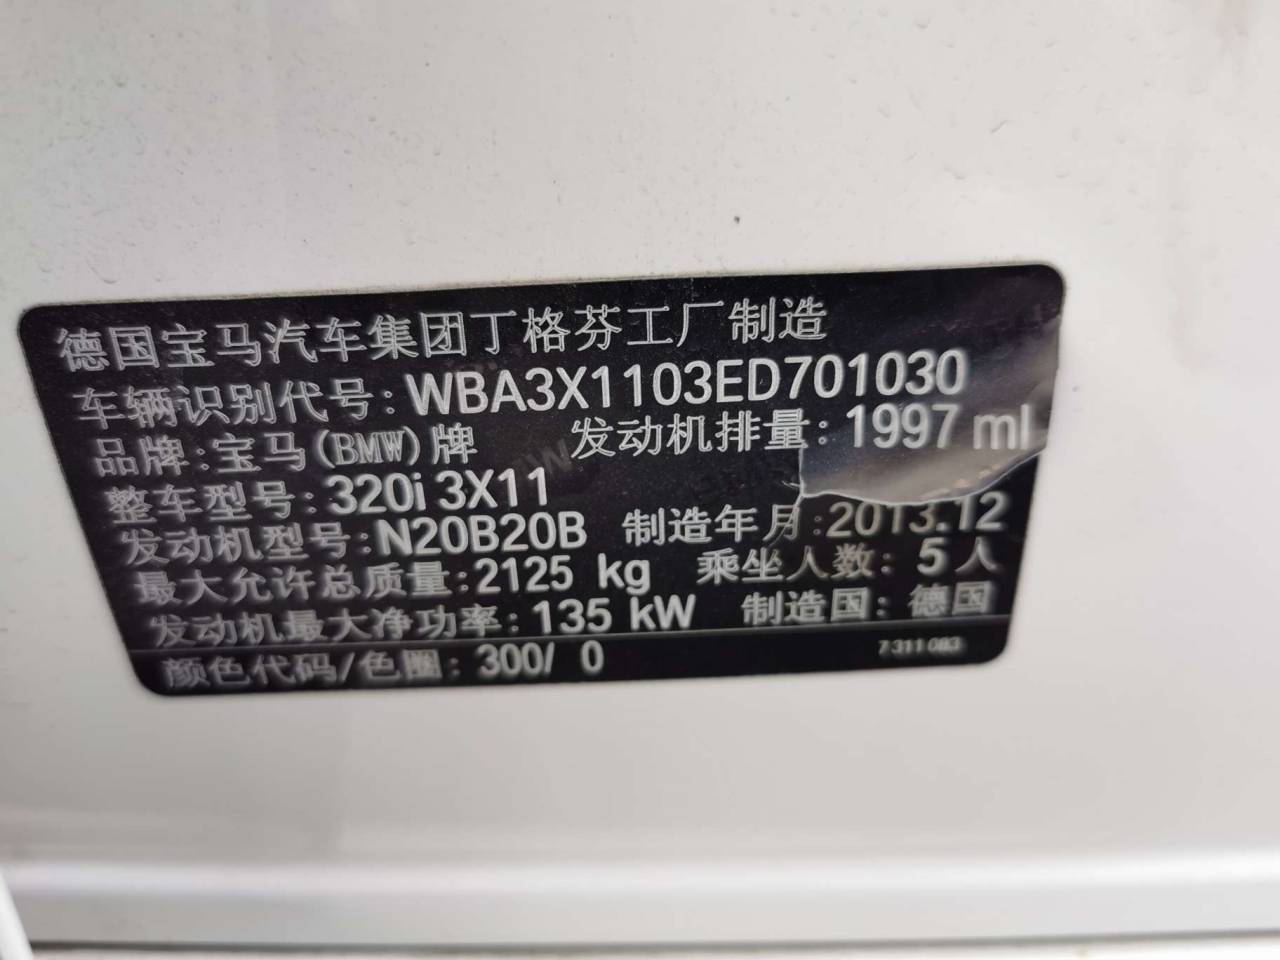 德国宝马汽车集团丁格芬工厂制造
车辆识别代号: WBA3X1103ED701030
品牌: 宝马(BMW)牌 发动机排量: 1997 ml
整车型号: 320i 3X11
发动机型号: N20B20B 制造年月: 2013.12
最大允许总质量: 2125 kg 乘坐人数: 5人
发动机最大净功率: 135 kW 制造国: 德国
颜色代码/色圈: 300/ 0 7 311 083